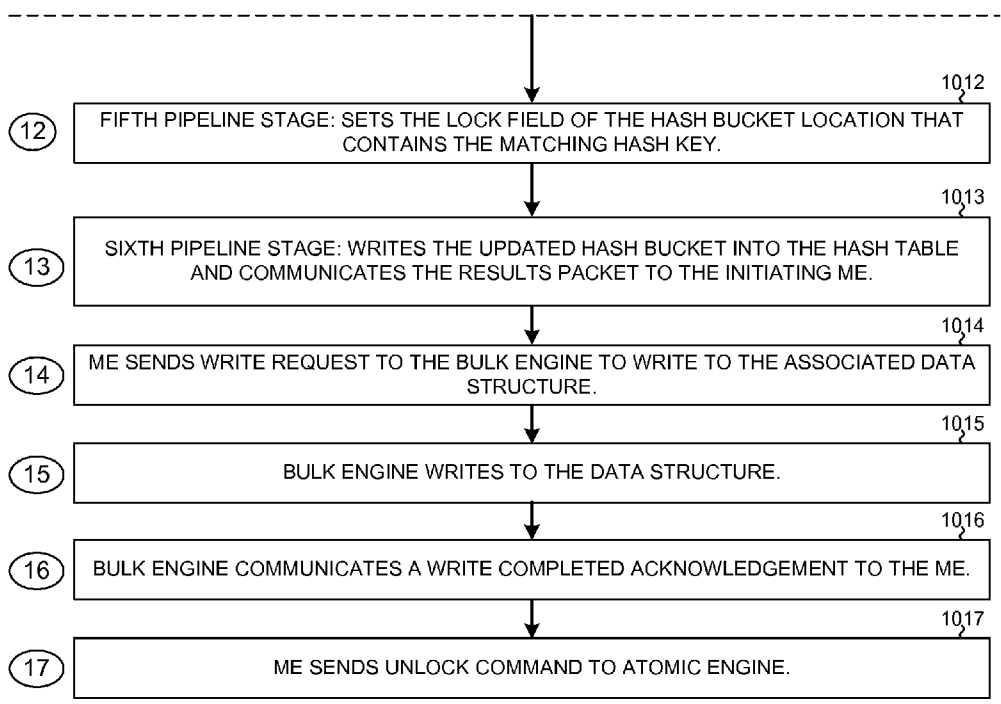 1012
12
FIFTH PIPELINE STAGE: SETS THE LOCK FIELD OF THE HASH BUCKET LOCATION THAT
CONTAINS THE MATCHING HASH KEY.
1013
13
SIXTH PIPELINE STAGE: WRITES THE UPDATED HASH BUCKET INTO THE HASH TABLE
AND COMMUNICATES THE RESULTS PACKET TO THE INITIATING ME.
1014
14
ME SENDS WRITE REQUEST TO THE BULK ENGINE TO WRITE TO THE ASSOCIATED DATA
STRUCTURE.
1015
15
BULK ENGINE WRITES TO THE DATA STRUCTURE.
1016
16
BULK ENGINE COMMUNICATES A WRITE COMPLETED ACKNOWLEDGEMENT TO THE ME.
1017
17
ME SENDS UNLOCK COMMAND TO ATOMIC ENGINE.